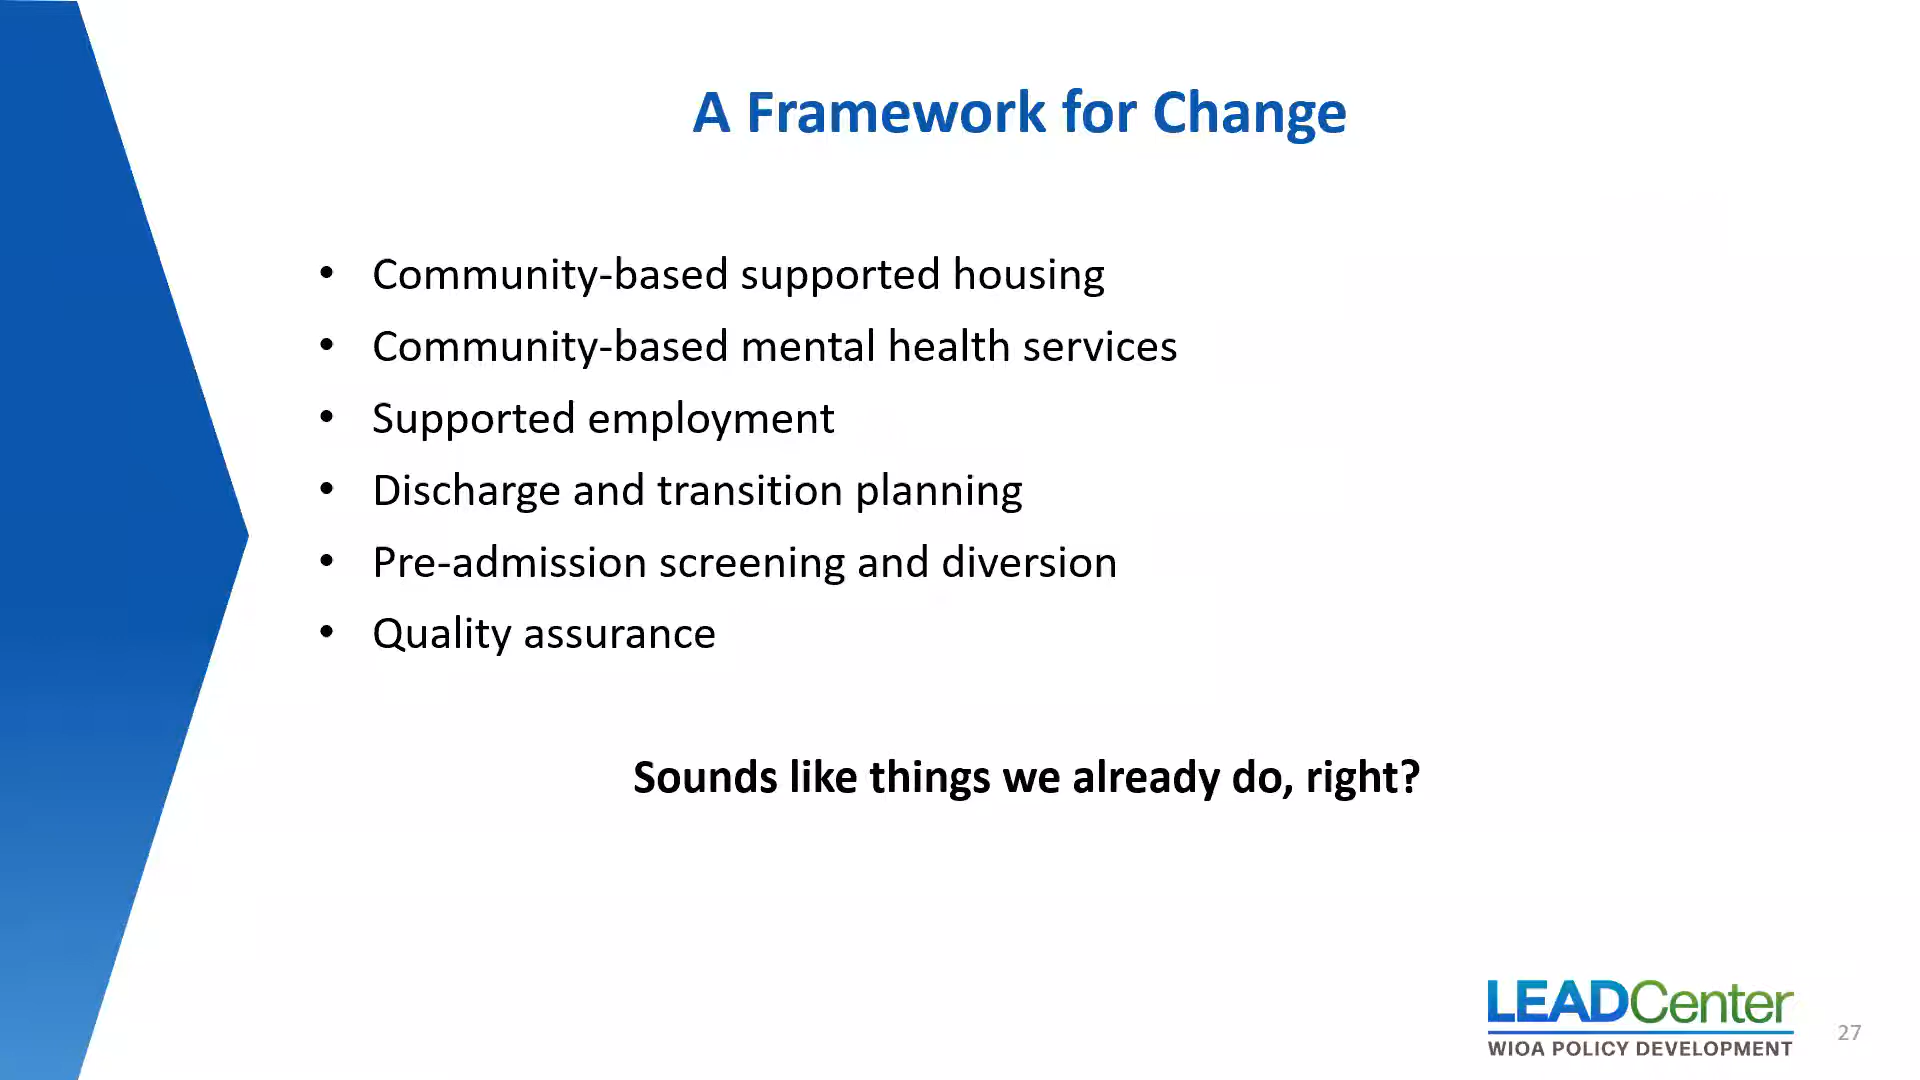 A Framework for Change
• Community-based supported housing
• Community-based mental health services
• Supported employment
• Discharge and transition planning
• Pre-admission screening and diversion
• Quality assurance
Sounds like things we already do, right?
LEADCenter
WIOA POLICY DEVELOPMENT
27